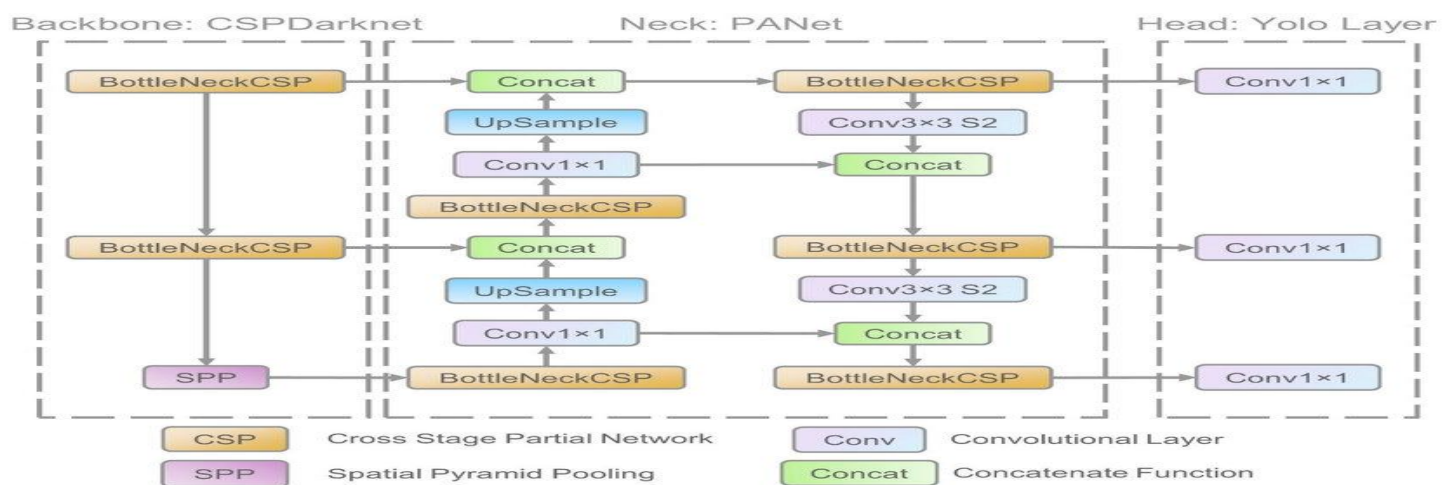 Backbone: CSPDarknet
Neck: PANet
Head: Yolo Layer
BottleNeckCSP
Concat
BottleNeckCSP
Conv1×1
UpSample
Conv3×3 S2
Conv1×1
Concat
BottleNeckCSP
BottleNeckCSP
Concat
BottleNeckCSP
Conv1×1
UpSample
Conv3×3 S2
Conv1×1
Concat
SPP
BottleNeckCSP
BottleNeckCSP
Conv1×1
CSP
Cross Stage Partial Network
Conv
Convolutional Layer
SPP
Spatial Pyramid Pooling
Concat
Concatenate Function